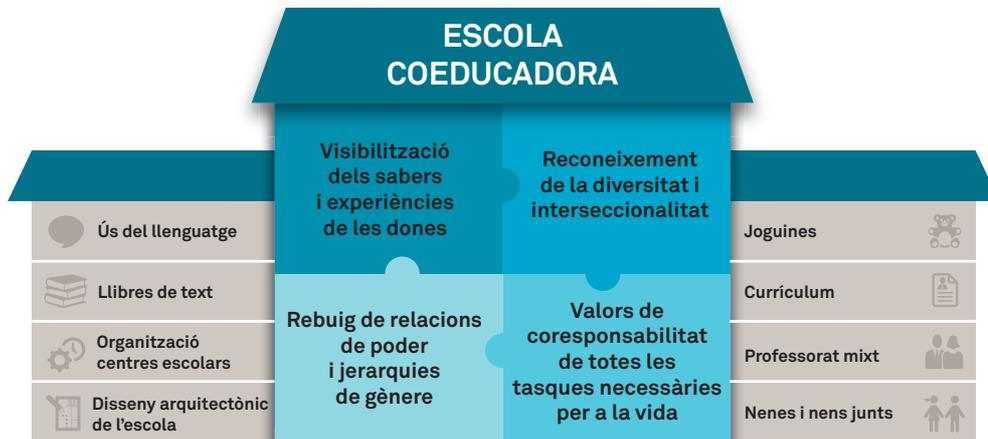 ESCOLA
COEDUCADORA
Visibilització
dels sabers
i experiències
de les dones
Reconeixement
de la diversitat i
interseccionalitat
Rebuig de relacions
de poder
i jerarquies
de gènere
Valors de
coresponsabilitat
de totes les
tasques necessàries
per a la vida
Ús del llenguatge
Llibres de text
Organització
centres escolars
Disseny arquitectònic
de l'escola
Joguines
Currículum
Professorat mixt
Nenes i nens junts